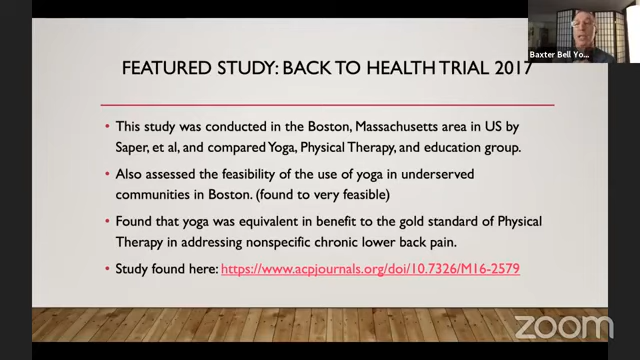 Baxter Bell Yo...
FEATURED STUDY: BACK TO HEALTH TRIAL 2017
• This study was conducted in the Boston, Massachusetts area in US by
Saper, et al, and compared Yoga, Physical Therapy, and education group.
• Also assessed the feasibility of the use of yoga in underserved
communities in Boston. (found to very feasible)
• Found that yoga was equivalent in benefit to the gold standard of Physical
Therapy in addressing nonspecific chronic lower back pain.
• Study found here: https://www.acpjournals.org/doi/10.7326/M16-2579
zoom